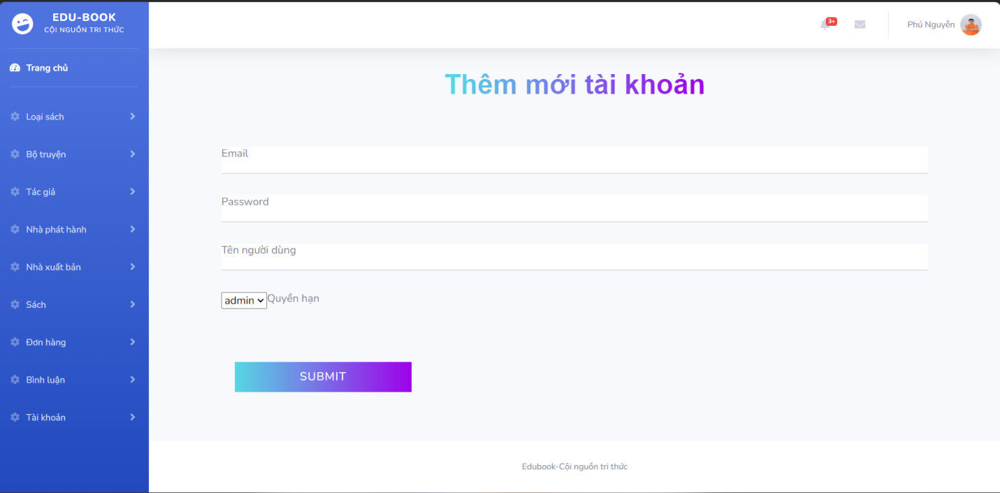 EDU-BOOK
CỘI NGUỒN TRI THỨC
3+
Phú Nguyễn
Trang chủ
Thêm mới tài khoản
Loại sách
Bộ truyện
Tác giả
Nhà phát hành
Nhà xuất bản
Sách
Đơn hàng
Bình luận
Tài khoản
Email
Password
Tên người dùng
admin Quyền hạn
SUBMIT
Edubook-Cội nguồn tri thức